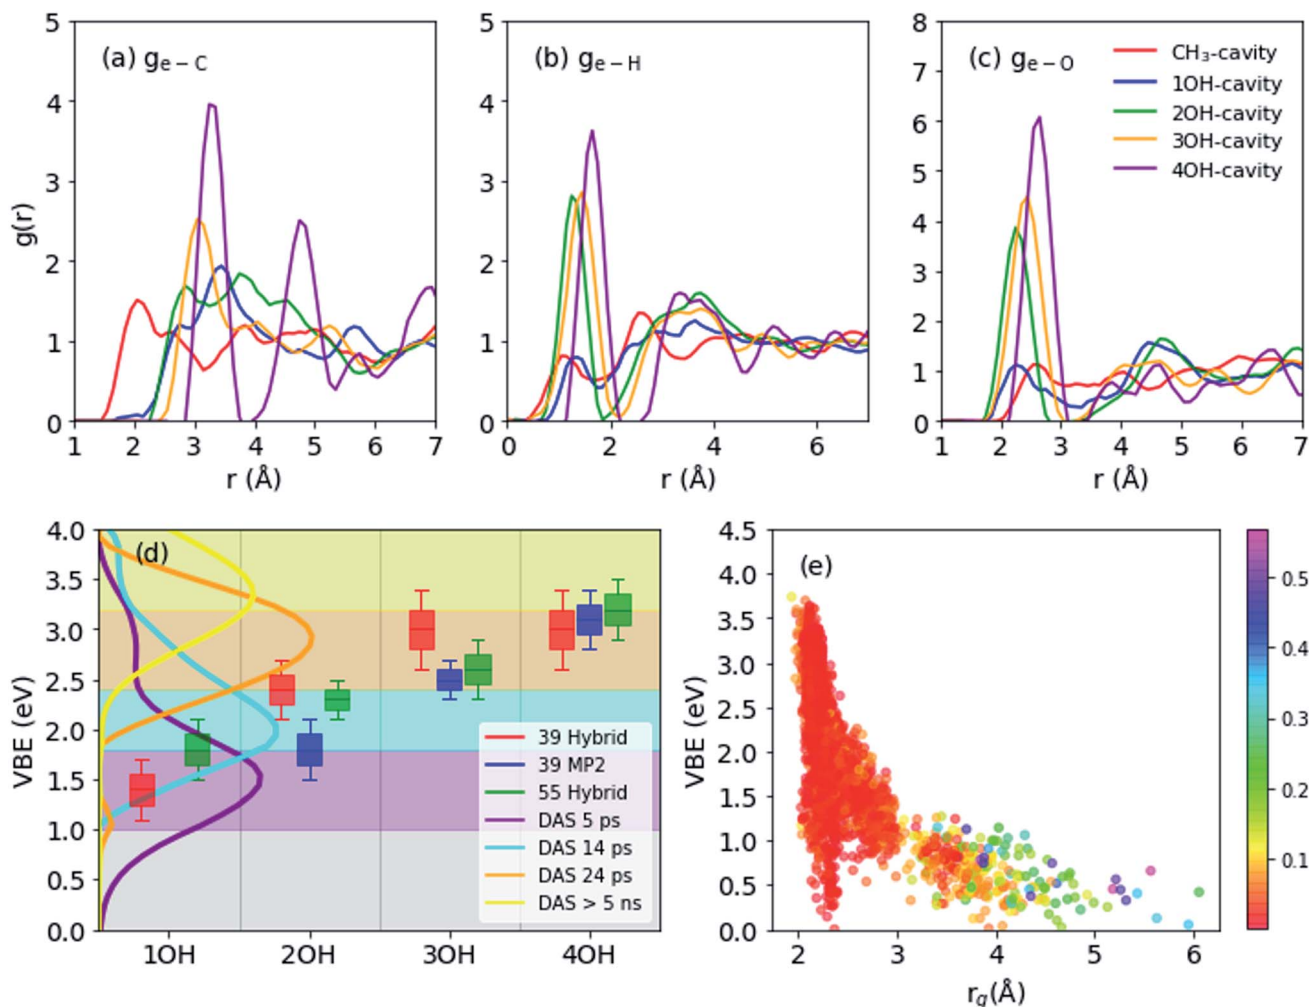 (a) g e – C
(b) g e – H
(c) g e – O
CH₃-cavity
1OH-cavity
2OH-cavity
3OH-cavity
4OH-cavity
g(r)
5
4
3
2
1
0
1 2 3 4 5 6 7
r (Å)
5
4
3
2
1
0
0 2 4 6
r (Å)
8
7
6
5
4
3
2
1
0
1 2 3 4 5 6 7
r (Å)
(d)
VBE (eV)
4.0
3.5
3.0
2.5
2.0
1.5
1.0
0.5
0.0
39 Hybrid
39 MP2
55 Hybrid
DAS 5 ps
DAS 14 ps
DAS 24 ps
DAS > 5 ns
1OH 2OH 3OH 4OH
(e)
VBE (eV)
4.5
4.0
3.5
3.0
2.5
2.0
1.5
1.0
0.5
0.0
2 3 4 5 6
r g (Å)
0.5
0.4
0.3
0.2
0.1